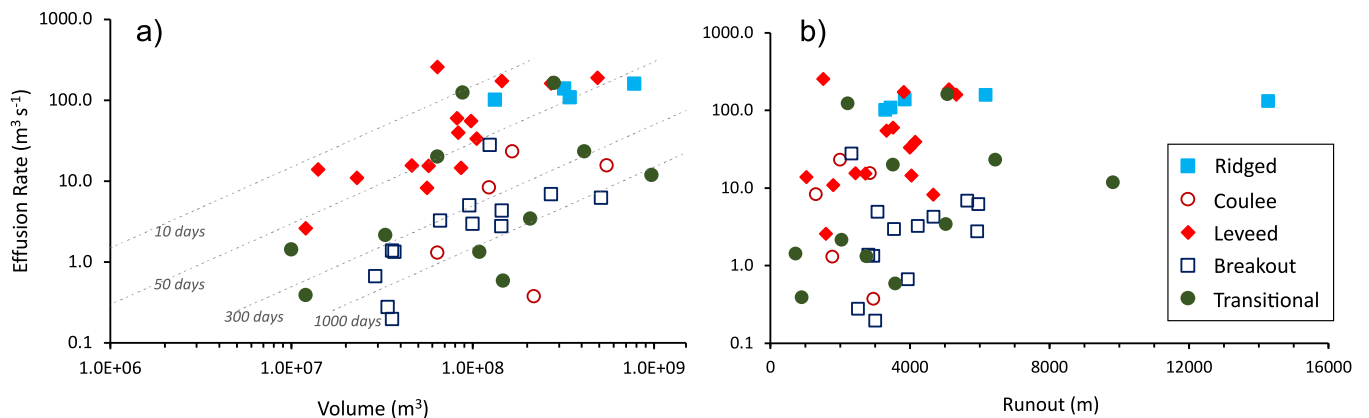 a)
1000.0
100.0
10.0
1.0
0.1
Effusion Rate (m³ s⁻¹)
10 days
50 days
300 days
1000 days
1.0E+06
1.0E+07
1.0E+08
1.0E+09
Volume (m³)
b)
1000.0
100.0
10.0
1.0
0.1
0
4000
8000
12000
16000
Runout (m)
Ridged
Coulee
Leveed
Breakout
Transitional